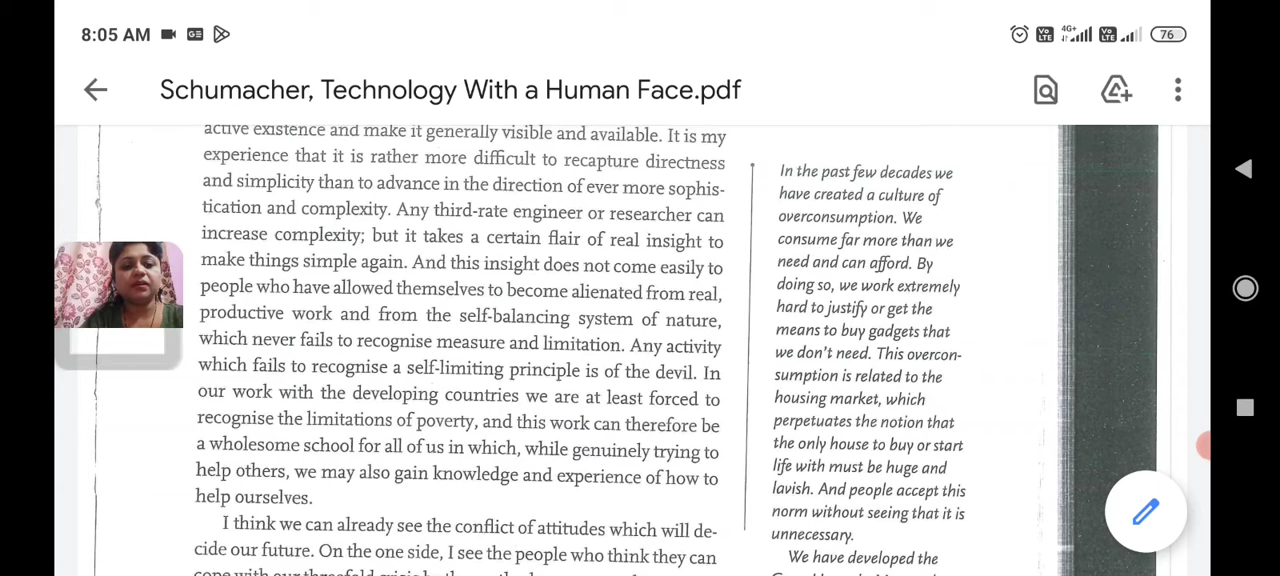 8:05 AM
4G+
Vo LTE
Vo LTE
76
Schumacher, Technology With a Human Face.pdf
active existence and make it generally visible and available. It is my
experience that it is rather more difficult to recapture directness
and simplicity than to advance in the direction of ever more sophis-
tication and complexity. Any third-rate engineer or researcher can
increase complexity; but it takes a certain flair of real insight to
make things simple again. And this insight does not come easily to
people who have allowed themselves to become alienated from real,
productive work and from the self-balancing system of nature,
which never fails to recognise measure and limitation. Any activity
which fails to recognise a self-limiting principle is of the devil. In
our work with the developing countries we are at least forced to
recognise the limitations of poverty, and this work can therefore be
a wholesome school for all of us in which, while genuinely trying to
help others, we may also gain knowledge and experience of how to
help ourselves.
I think we can already see the conflict of attitudes which will de-
cide our future. On the one side, I see the people who think they can
cope with our threefold crisis by the methods
In the past few decades we
have created a culture of
overconsumption. We
consume far more than we
need and can afford. By
doing so, we work extremely
hard to justify or get the
means to buy gadgets that
we don't need. This overcon-
sumption is related to the
housing market, which
perpetuates the notion that
the only house to buy or start
life with must be huge and
lavish. And people accept this
norm without seeing that it is
unnecessary.
We have developed the